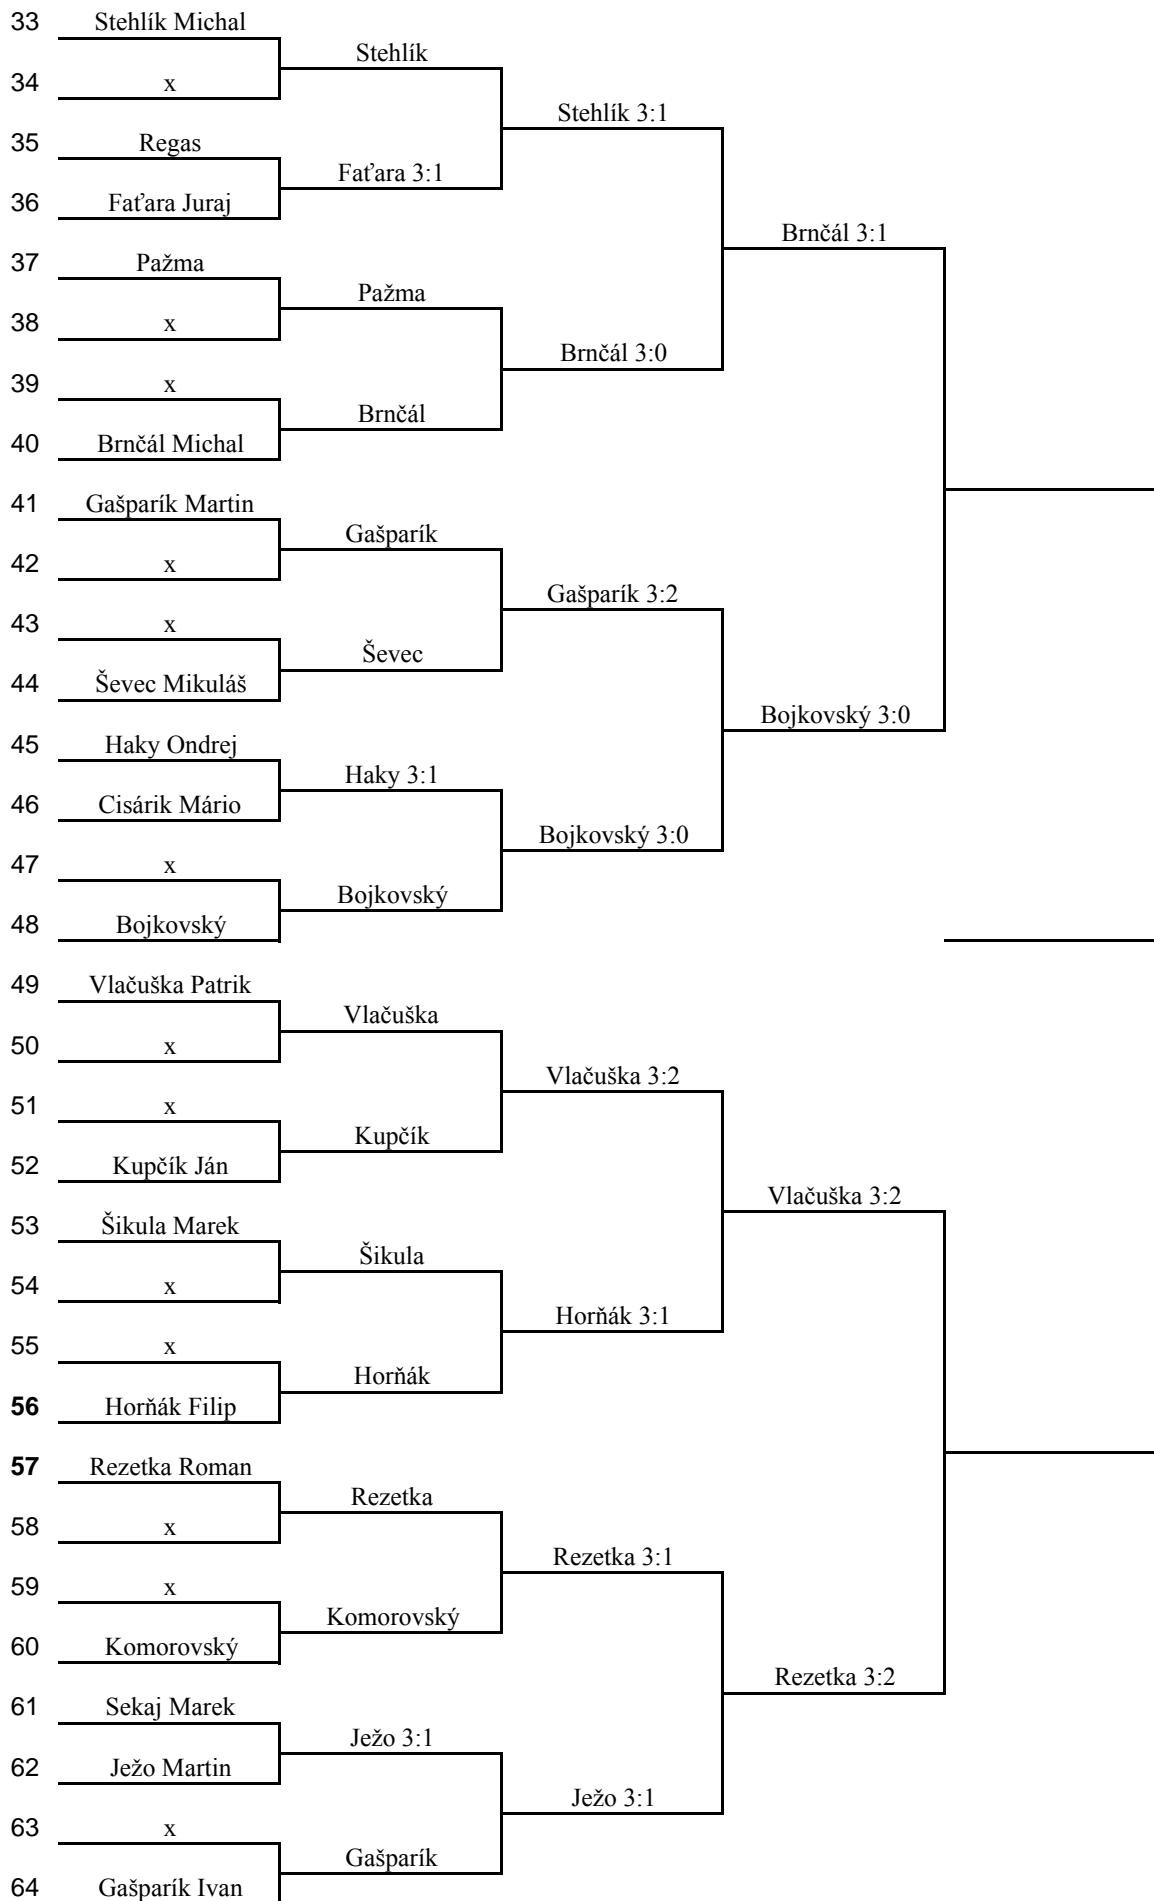 33 Stehlík Michal
Stehlík
34 x
Stehlík 3:1
35 Regas
Faťara 3:1
36 Faťara Juraj
Brnčál 3:1
37 Pažma
Pažma
38 x
Brnčál 3:0
39 x
Brnčál
40 Brnčál Michal
41 Gašparík Martin
Gašparík
42 x
Gašparík 3:2
43 x
Ševec
44 Ševec Mikuláš
Bojkovský 3:0
45 Haky Ondrej
Haky 3:1
46 Cisárik Mário
Bojkovský 3:0
47 x
Bojkovský
48 Bojkovský
49 Vlačuška Patrik
Vlačuška
50 x
Vlačuška 3:2
51 x
Kupčík
52 Kupčík Ján
Vlačuška 3:2
53 Šikula Marek
Šikula
54 x
Horňák 3:1
55 x
Horňák
56 Horňák Filip
57 Rezetka Roman
Rezetka
58 x
Rezetka 3:1
59 x
Komorovský
60 Komorovský
Rezetka 3:2
61 Sekaj Marek
Ježo 3:1
62 Ježo Martin
Ježo 3:1
63 x
Gašparík
64 Gašparík Ivan